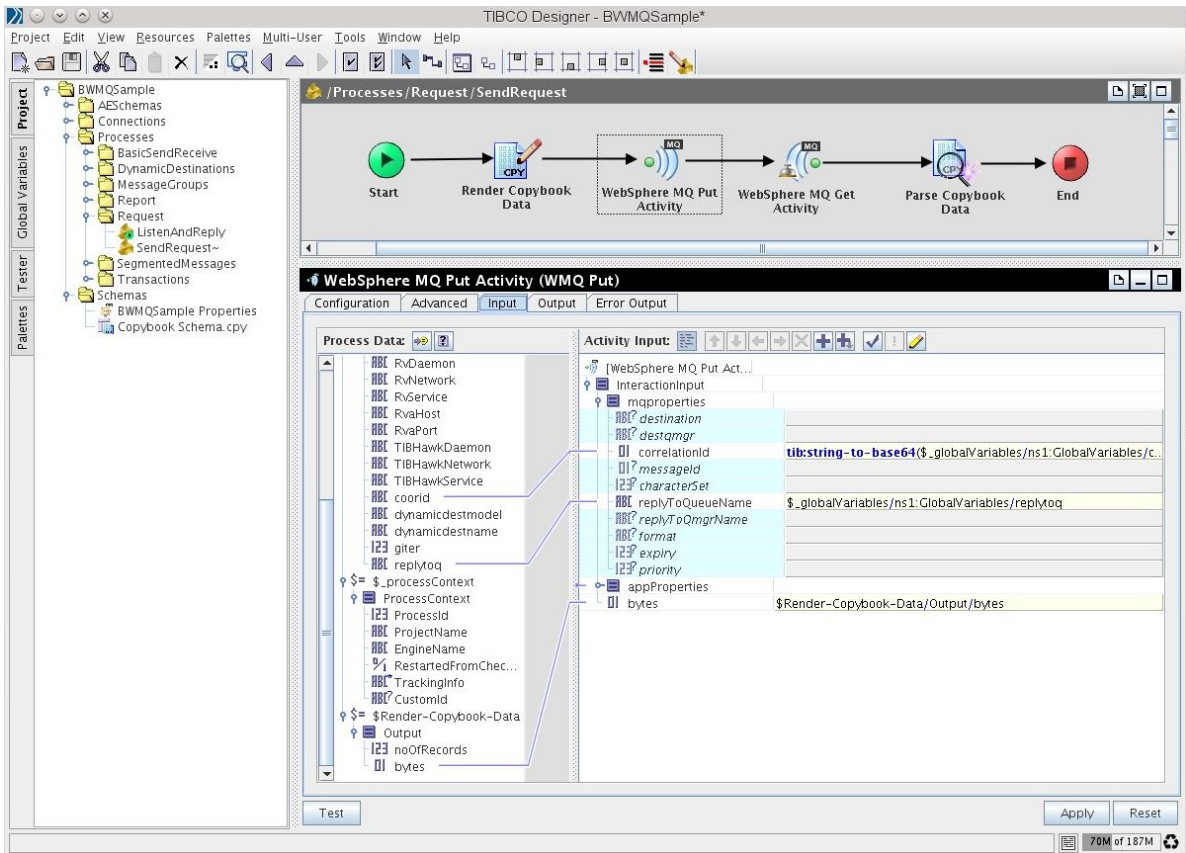 TIBCO Designer - BWMQSample*
Project Edit View Resources Palettes Multi-User Tools Window Help
Project
Global Variables
Tester
Palettes
BWMQSample
AESchemas
Connections
Processes
BasicSendReceive
DynamicDestinations
MessageGroups
Report
Request
ListenAndReply
SendRequest~
SegmentedMessages
Transactions
Schemas
BWMQSample Properties
Copybook Schema.cpy
/Processes/Request/SendRequest
CPY
MQ
MQ
CPY
Start
Render Copybook Data
WebSphere MQ Put Activity
WebSphere MQ Get Activity
Parse Copybook Data
End
WebSphere MQ Put Activity (WMQ Put)
Configuration Advanced Input Output Error Output
Process Data:
RvDaemon
RvNetwork
RvService
RvaHost
RvaPort
TIBHawkDaemon
TIBHawkNetwork
TIBHawkService
coorid
dynamicdestmodel
dynamicdestname
giter
replytoq
$= $_processContext
ProcessContext
ProcessId
ProjectName
EngineName
RestartedFromChec...
TrackingInfo
CustomId
$= $Render-Copybook-Data
Output
noOfRecords
bytes
Activity Input:
[WebSphere MQ Put Act...
InteractionInput
mqproperties
destination
destqmgr
correlationId tib:string-to-base64($_globalVariables/ns1:GlobalVariables/c...
messageId
characterSet
replyToQueueName $_globalVariables/ns1:GlobalVariables/replytoq
replyToQmgrName
format
expiry
priority
appProperties
bytes $Render-Copybook-Data/Output/bytes
Test
Apply
Reset
70M of 187M